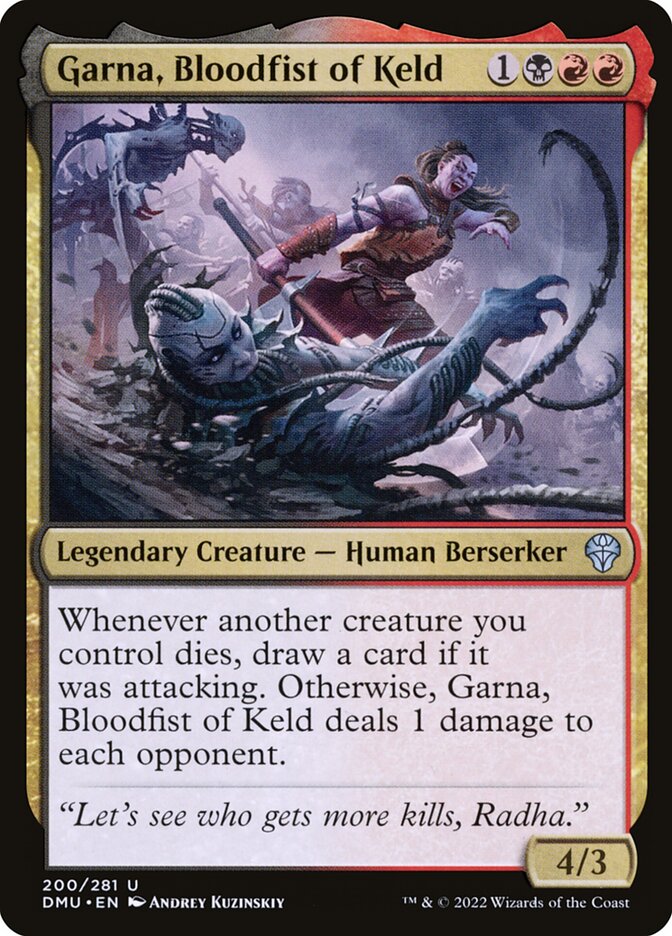 Garna, Bloodfist of Keld 1
Legendary Creature — Human Berserker
Whenever another creature you
control dies, draw a card if it
was attacking. Otherwise, Garna,
Bloodfist of Keld deals 1 damage to
each opponent.
“Let’s see who gets more kills, Radha.”
4/3
200/281 U
DMU • EN Andrey Kuzinskiy ™ & © 2022 Wizards of the Coast